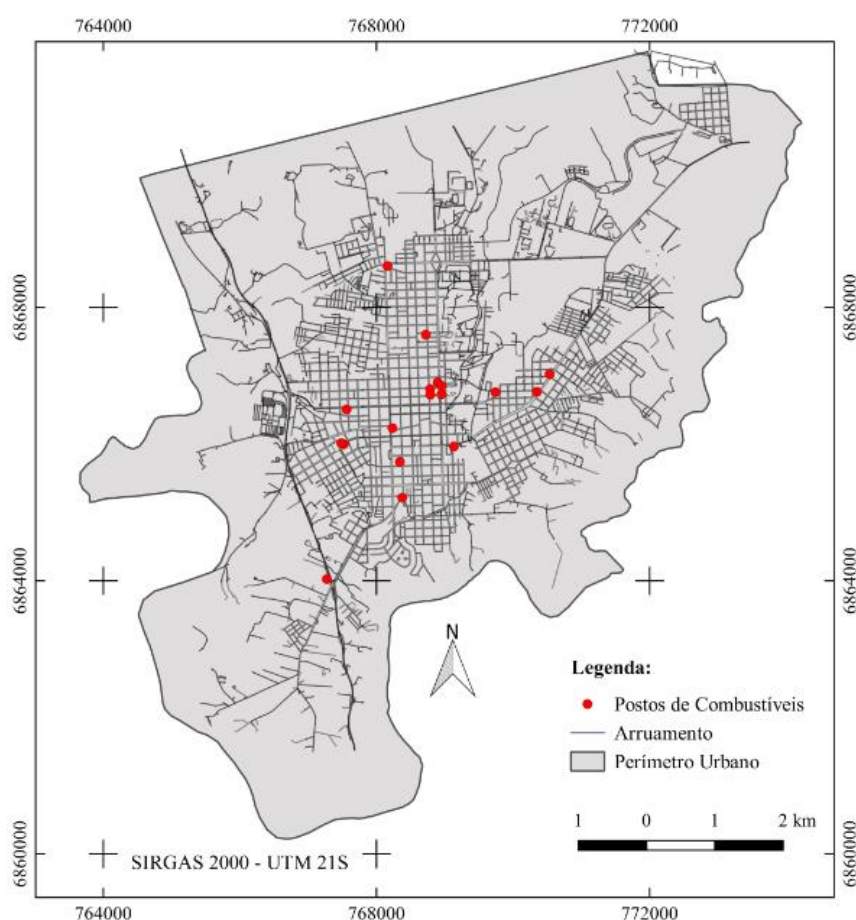 764000 768000 772000
6868000 6868000
6864000 6864000
N
Legenda:
Postos de Combustíveis
Arruamento
Perímetro Urbano
1 0 1 2 km
6860000 6860000
SIRGAS 2000 - UTM 21S
764000 768000 772000